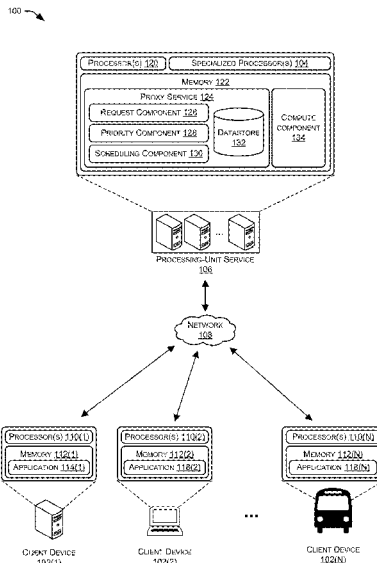 100
PROCESSOR(S) 120
SPECIALIZED PROCESSOR(S) 104
MEMORY 122
PROXY SERVICE 124
REQUEST COMPONENT 126
PRIORITY COMPONENT 128
SCHEDULING COMPONENT 130
DATASTORE
132
COMPUTE
COMPONENT
134
...
PROCESSING-UNIT SERVICE
106
NETWORK
108
PROCESSOR(S) 110(1)
MEMORY 112(1)
APPLICATION 114(1)
CLIENT DEVICE
102(1)
PROCESSOR(S) 110(2)
MEMORY 112(2)
APPLICATION 118(2)
CLIENT DEVICE
102(2)
...
PROCESSOR(S) 110(N)
MEMORY 112(N)
APPLICATION 118(N)
CLIENT DEVICE
102(N)